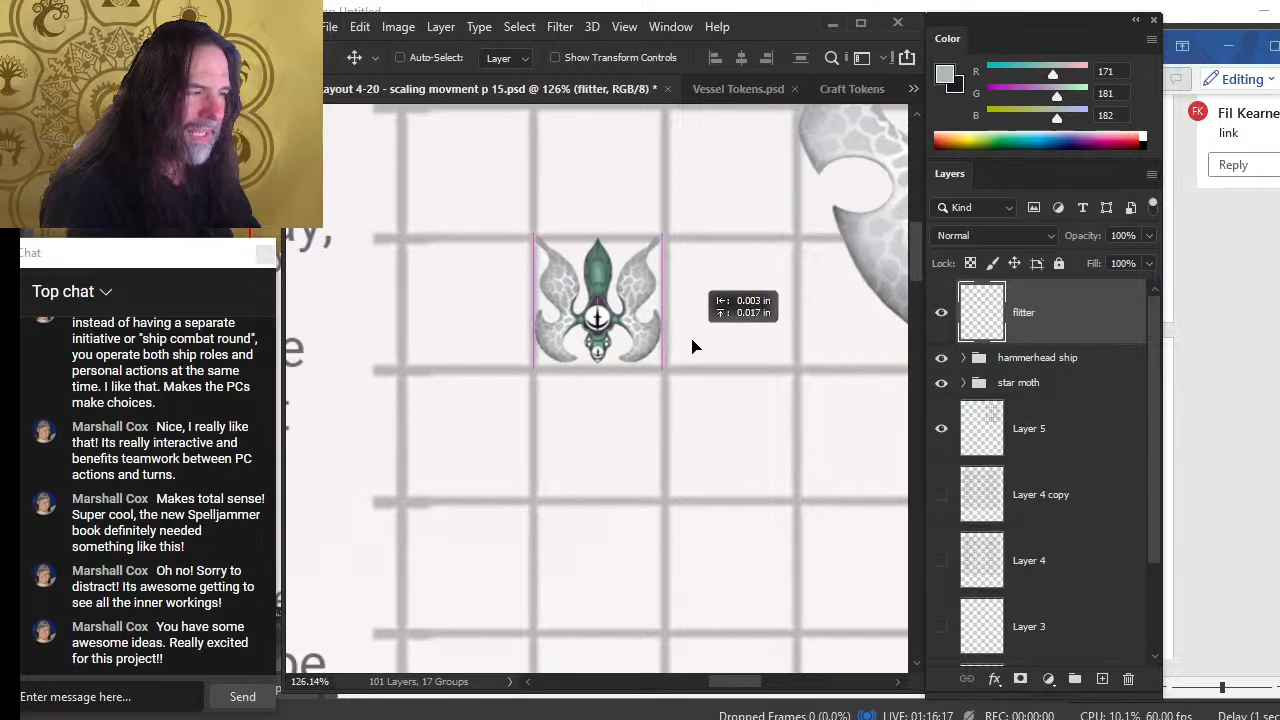 File Edit Image Layer Type Select Filter 3D View Window Help
Auto-Select: Layer Show Transform Controls
ayout 4-20 - scaling movment p 15.psd @ 126% (flitter, RGB/8) *
Vessel Tokens.psd
Craft Tokens
Color
R 171
G 181
B 182
Editing
Fil Kearne
link
Reply
Layers
Kind
Normal Opacity: 100%
Lock: Fill: 100%
flitter
hammerhead ship
star moth
Layer 5
Layer 4 copy
Layer 4
Layer 3
0.003 in
0.017 in
126.14% 101 Layers, 17 Groups
Chat
Top chat
instead of having a separate
initiative or "ship combat round",
you operate both ship roles and
personal actions at the same
time. I like that. Makes the PCs
make choices.
Marshall Cox Nice, I really like
that! Its really interactive and
benefits teamwork between PC
actions and turns.
Marshall Cox Makes total sense!
Super cool, the new Spelljammer
book definitely needed
something like this!
Marshall Cox Oh no! Sorry to
distract! Its awesome getting to
see all the inner workings!
Marshall Cox You have some
awesome ideas. Really excited
for this project!!
Enter message here... Send
Dropped Frames 0 (0.0%) LIVE: 01:16:17 REC: 00:00:00 CPU: 10.1%, 60.00 fps Delay (1 sec